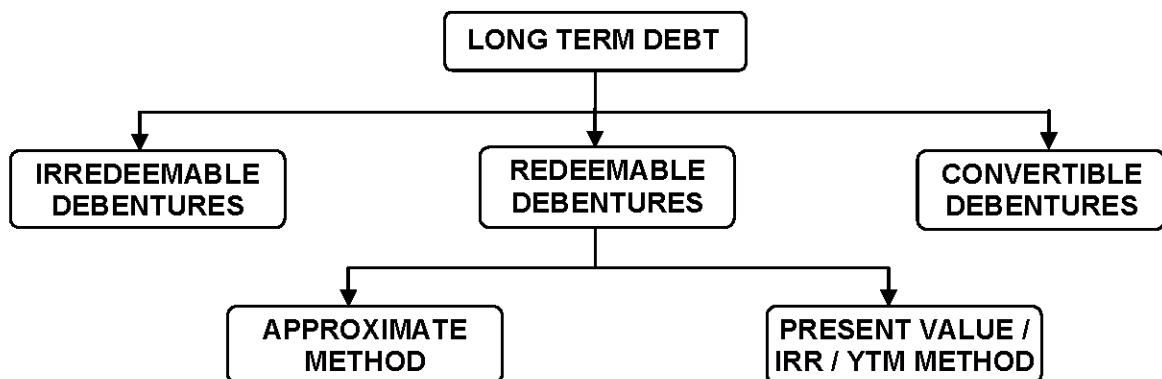 LONG TERM DEBT
IRREDEEMABLE
DEBENTURES
REDEEMABLE
DEBENTURES
CONVERTIBLE
DEBENTURES
APPROXIMATE
METHOD
PRESENT VALUE /
IRR / YTM METHOD